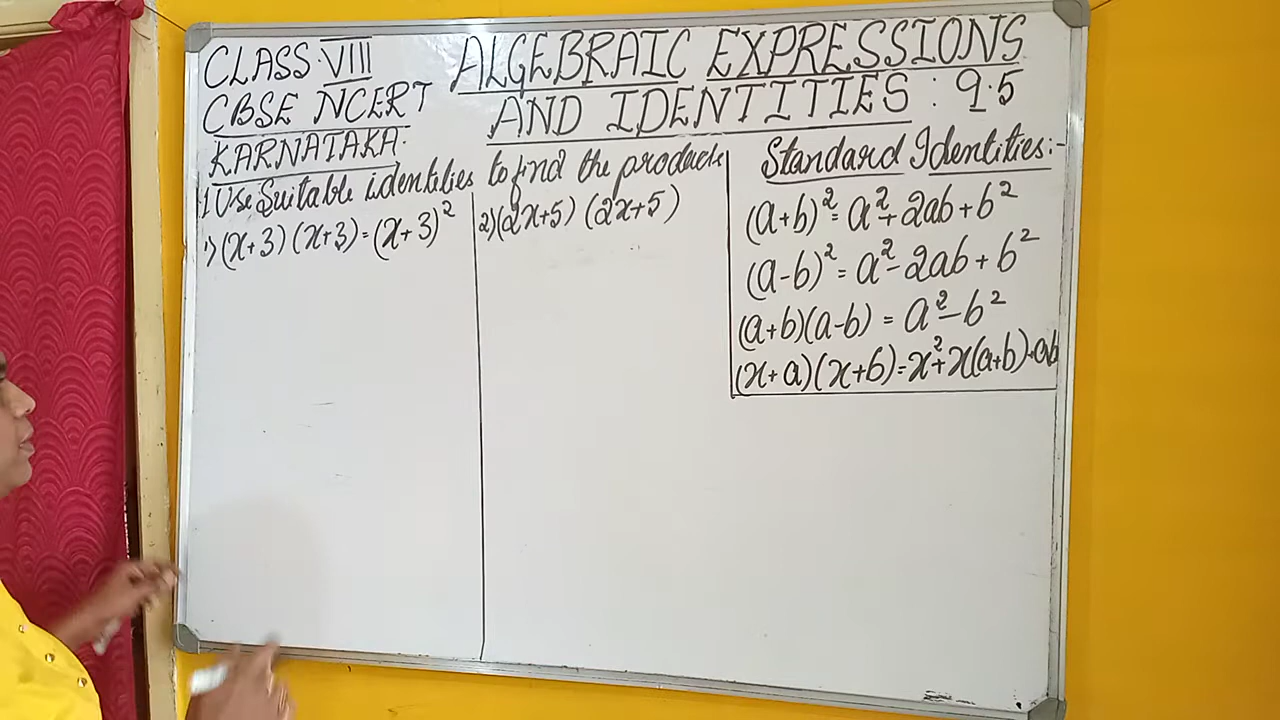 CLASS VIII
CBSE NCERT
KARNATAKA
ALGEBRAIC EXPRESSIONS
AND IDENTITIES : 9.5
1 Use Suitable identities to find the products
1) (x+3) (x+3) = (x+3)²
2) (2x+5) (2x+5)
Standard Identities:-
(a+b)² = a² + 2ab + b²
(a-b)² = a² - 2ab + b²
(a+b)(a-b) = a² - b²
(x+a)(x+b) = x² + x(a+b) + ab